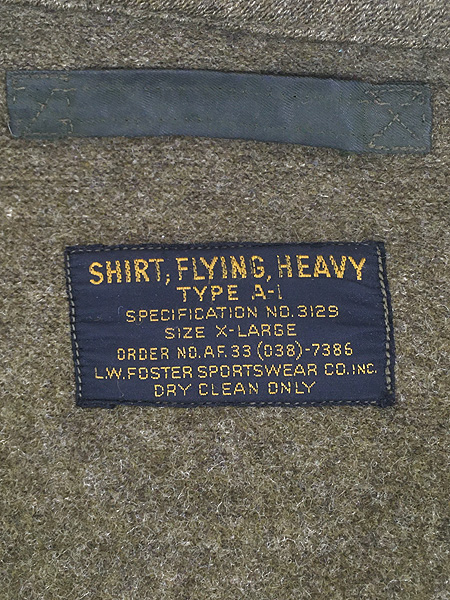 SHIRT, FLYING, HEAVY
TYPE A-1
SPECIFICATION NO. 3129
SIZE X-LARGE
ORDER NO. A.F. 33 (038)-7386
L.W. FOSTER SPORTSWEAR CO. INC.
DRY CLEAN ONLY